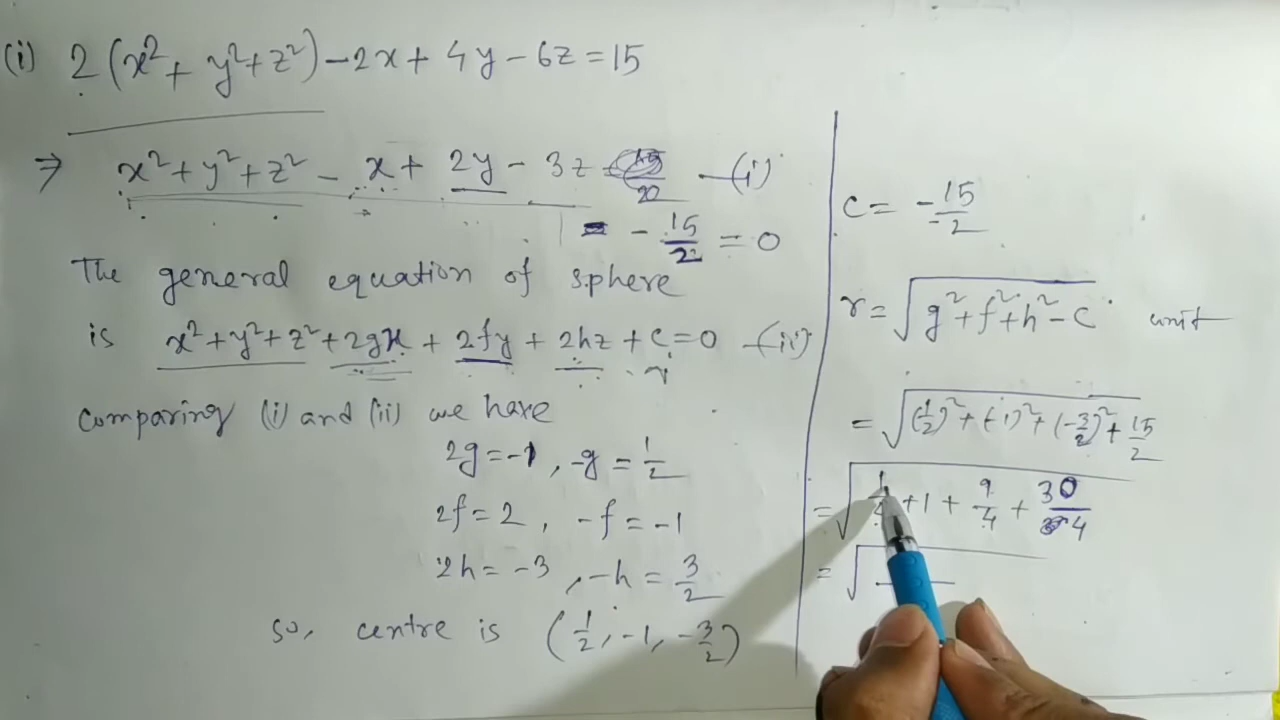 (i) 2(x²+ y²+z²)-2x+4y-6z=15
⇒ x²+y²+z² - x+ 2y- 3z -(i)
- 15/2 = 0
The general equation of sphere
is x²+y²+z²+2gx+2fy+2hz+c=0 -(ii)
comparing (i) and (ii) we have
2g=-1, -g=1/2
2f=2, -f=-1
2h=-3, -h=3/2
so, centre is (1/2,-1,-3/2)
c= -15/2
r=√g²+f²+h²-c unit
=√(1/2)²+(-1)²+(-3/2)²+15/2
=√1/4+1+9/4+30/4
=√